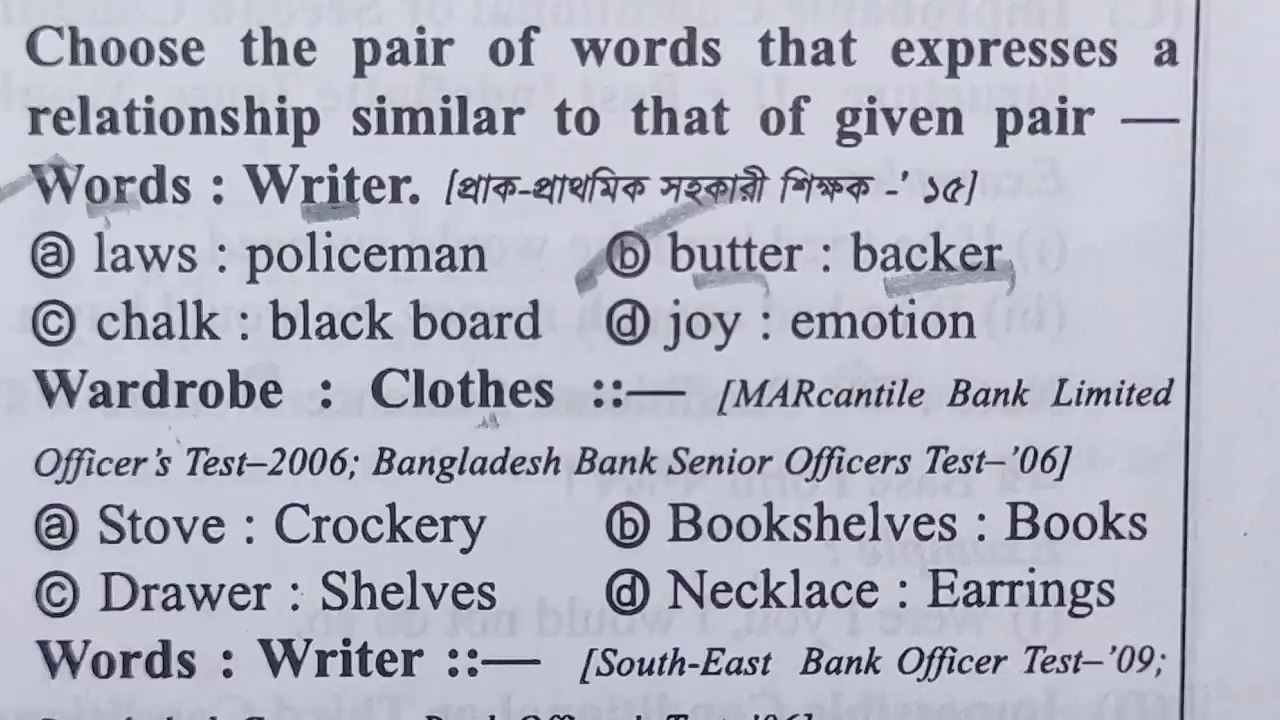 Choose the pair of words that expresses a
relationship similar to that of given pair —
Words : Writer. [প্রাক-প্রাথমিক সহকারী শিক্ষক -' ১৫]
ⓐ laws : policeman ⓑ butter : backer
ⓒ chalk : black board ⓓ joy : emotion
Wardrobe : Clothes ::— [MARcantile Bank Limited
Officer's Test–2006; Bangladesh Bank Senior Officers Test–'06]
ⓐ Stove : Crockery ⓑ Bookshelves : Books
ⓒ Drawer : Shelves ⓓ Necklace : Earrings
Words : Writer ::— [South-East Bank Officer Test–'09;